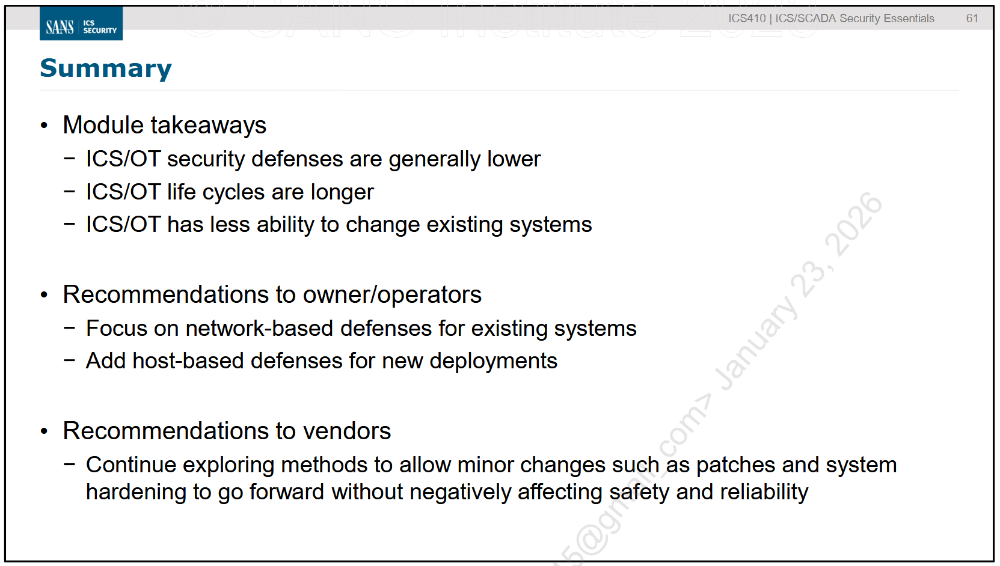 © SANS Institute 2026
SANS | ICS SECURITY
ICS410 | ICS/SCADA Security Essentials 61
Summary
• Module takeaways
− ICS/OT security defenses are generally lower
− ICS/OT life cycles are longer
− ICS/OT has less ability to change existing systems
• Recommendations to owner/operators
− Focus on network-based defenses for existing systems
− Add host-based defenses for new deployments
• Recommendations to vendors
− Continue exploring methods to allow minor changes such as patches and system
hardening to go forward without negatively affecting safety and reliability
5@gmail_com> January 23, 2026